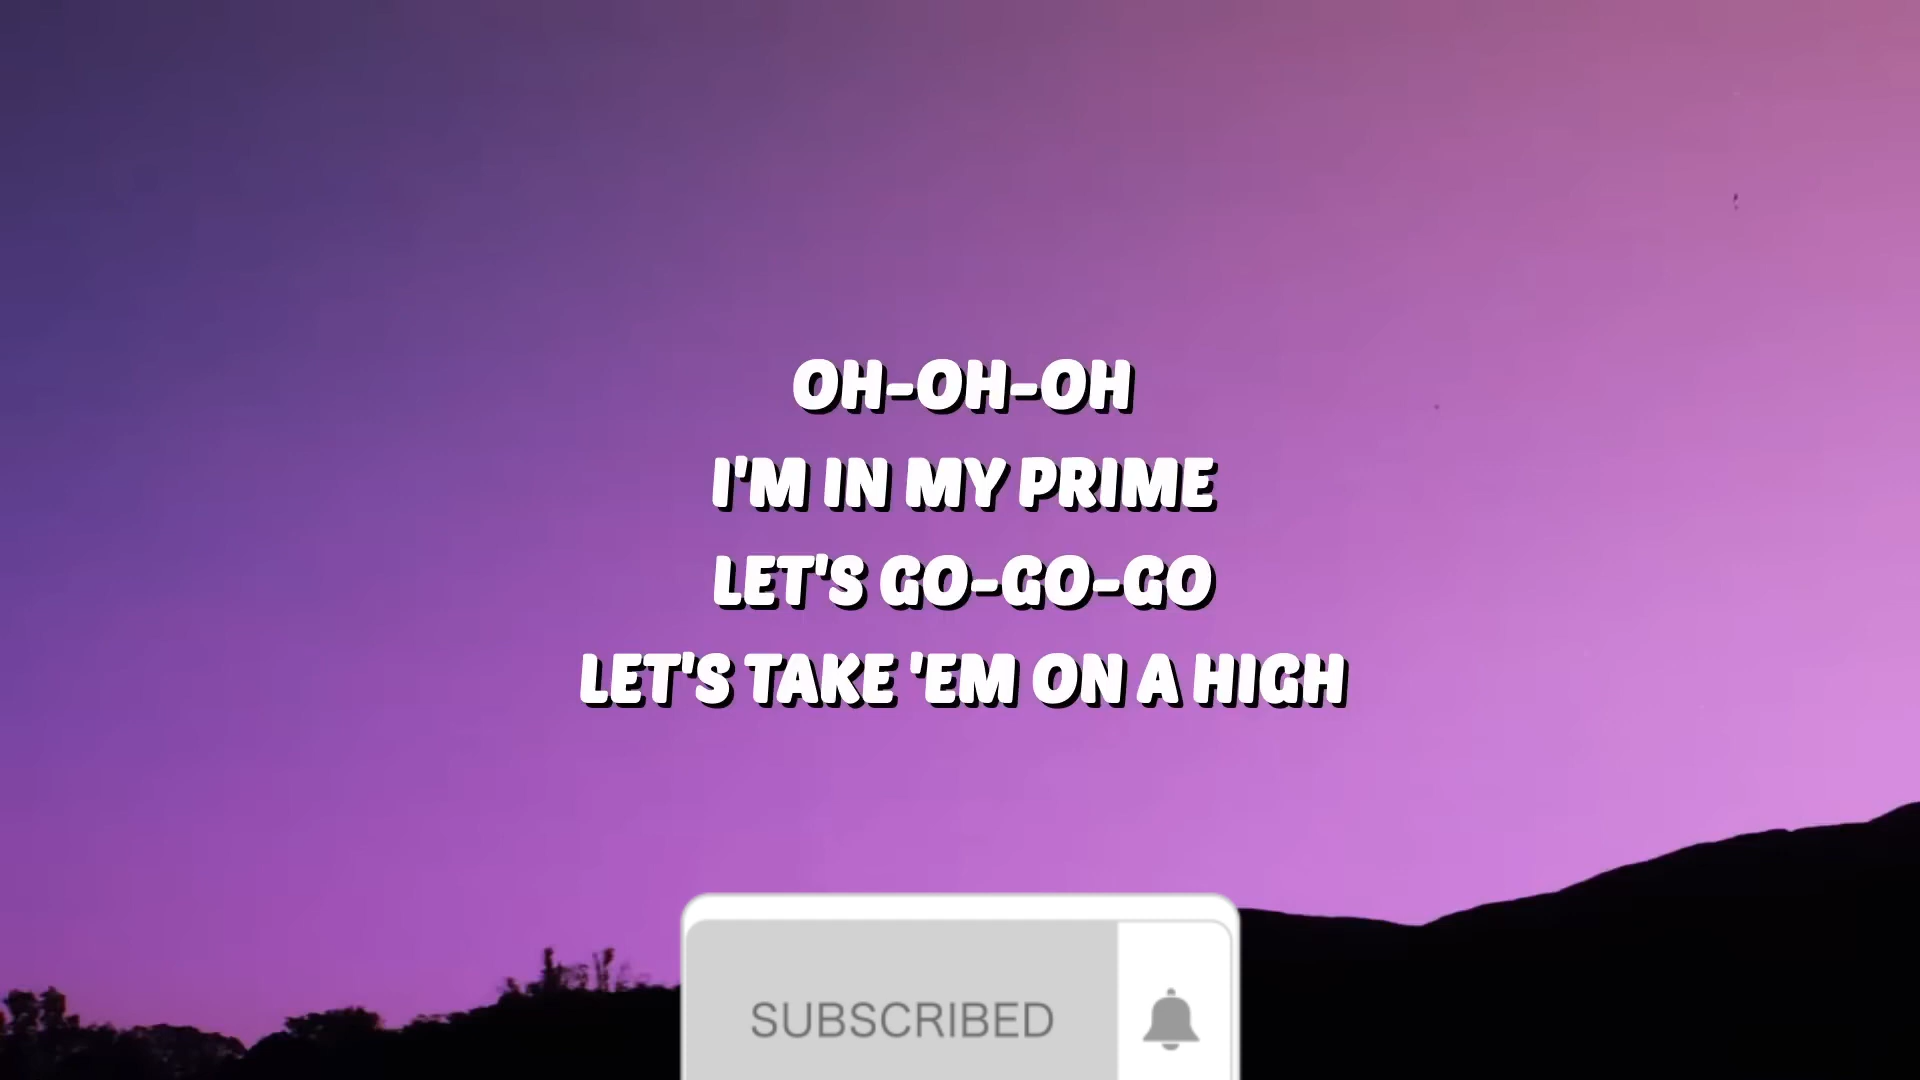 OH-OH-OH
I'M IN MY PRIME
LET'S GO-GO-GO
LET'S TAKE 'EM ON A HIGH
SUBSCRIBED